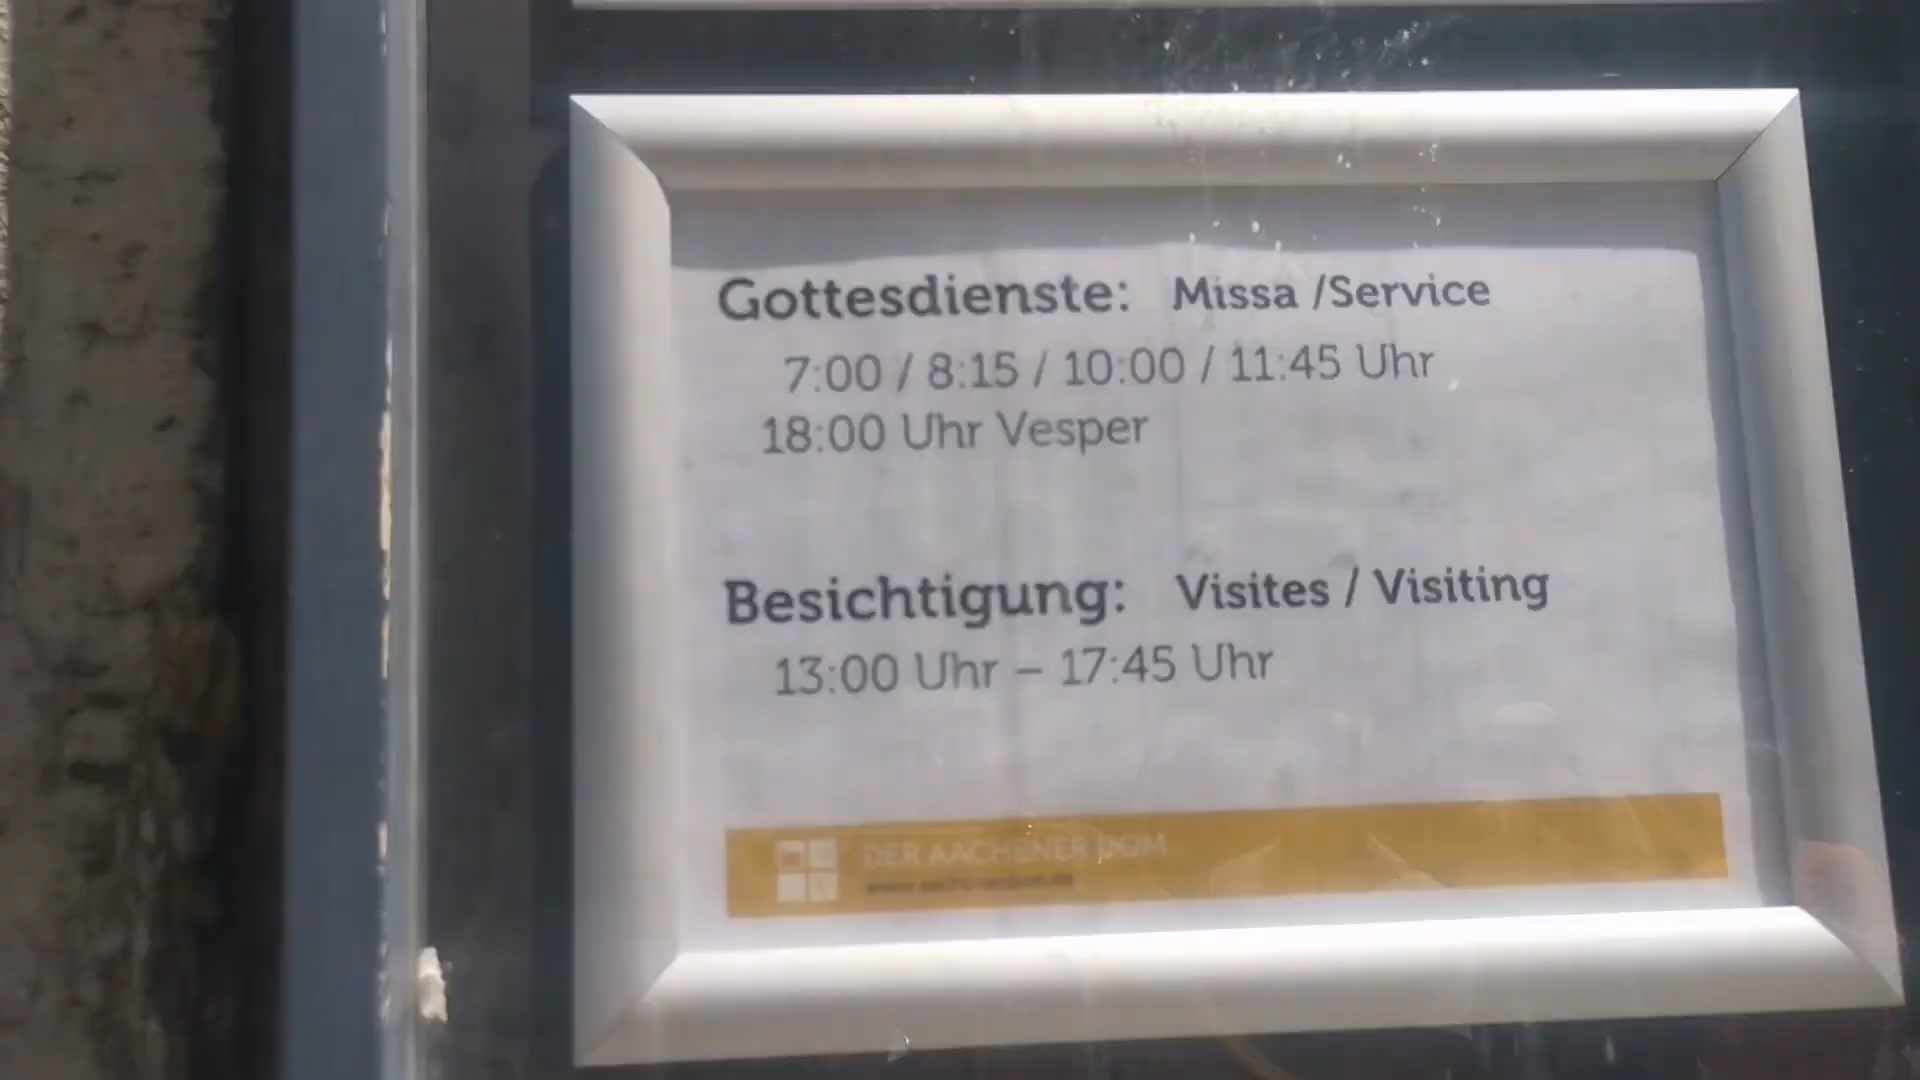 Gottesdienste: Missa /Service
7:00 / 8:15 / 10:00 / 11:45 Uhr
18:00 Uhr Vesper
Besichtigung: Visites / Visiting
13:00 Uhr – 17:45 Uhr
DER AACHENER DOM